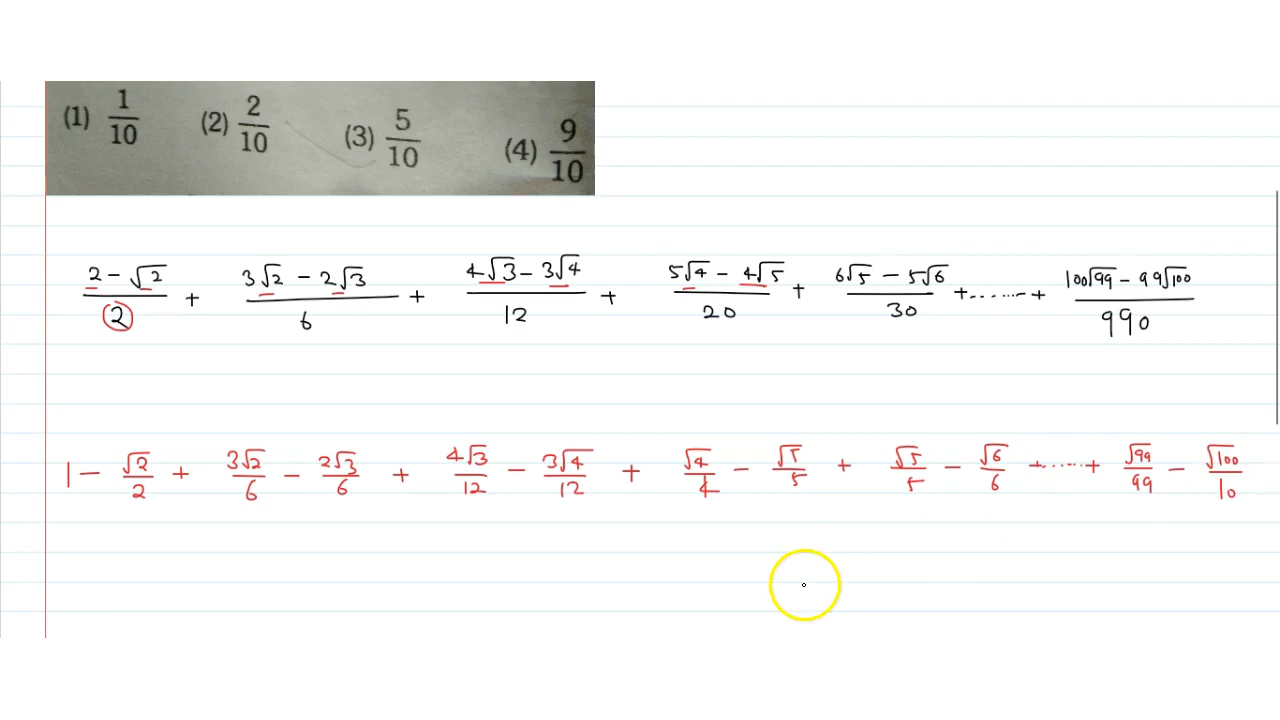 (1) 1/10 (2) 2/10 (3) 5/10 (4) 9/10
2 - √2/2 + 3√2 - 2√3/6 + 4√3 - 3√4/12 + 5√4 - 4√5/20 + 6√5 - 5√6/30 + ....... + 100√99 - 99√100/990
1 - √2/2 + 3√2/6 - 2√3/6 + 4√3/12 - 3√4/12 + √4/4 - √5/5 + √5/5 - √6/6 + ...... + √99/99 - √100/10